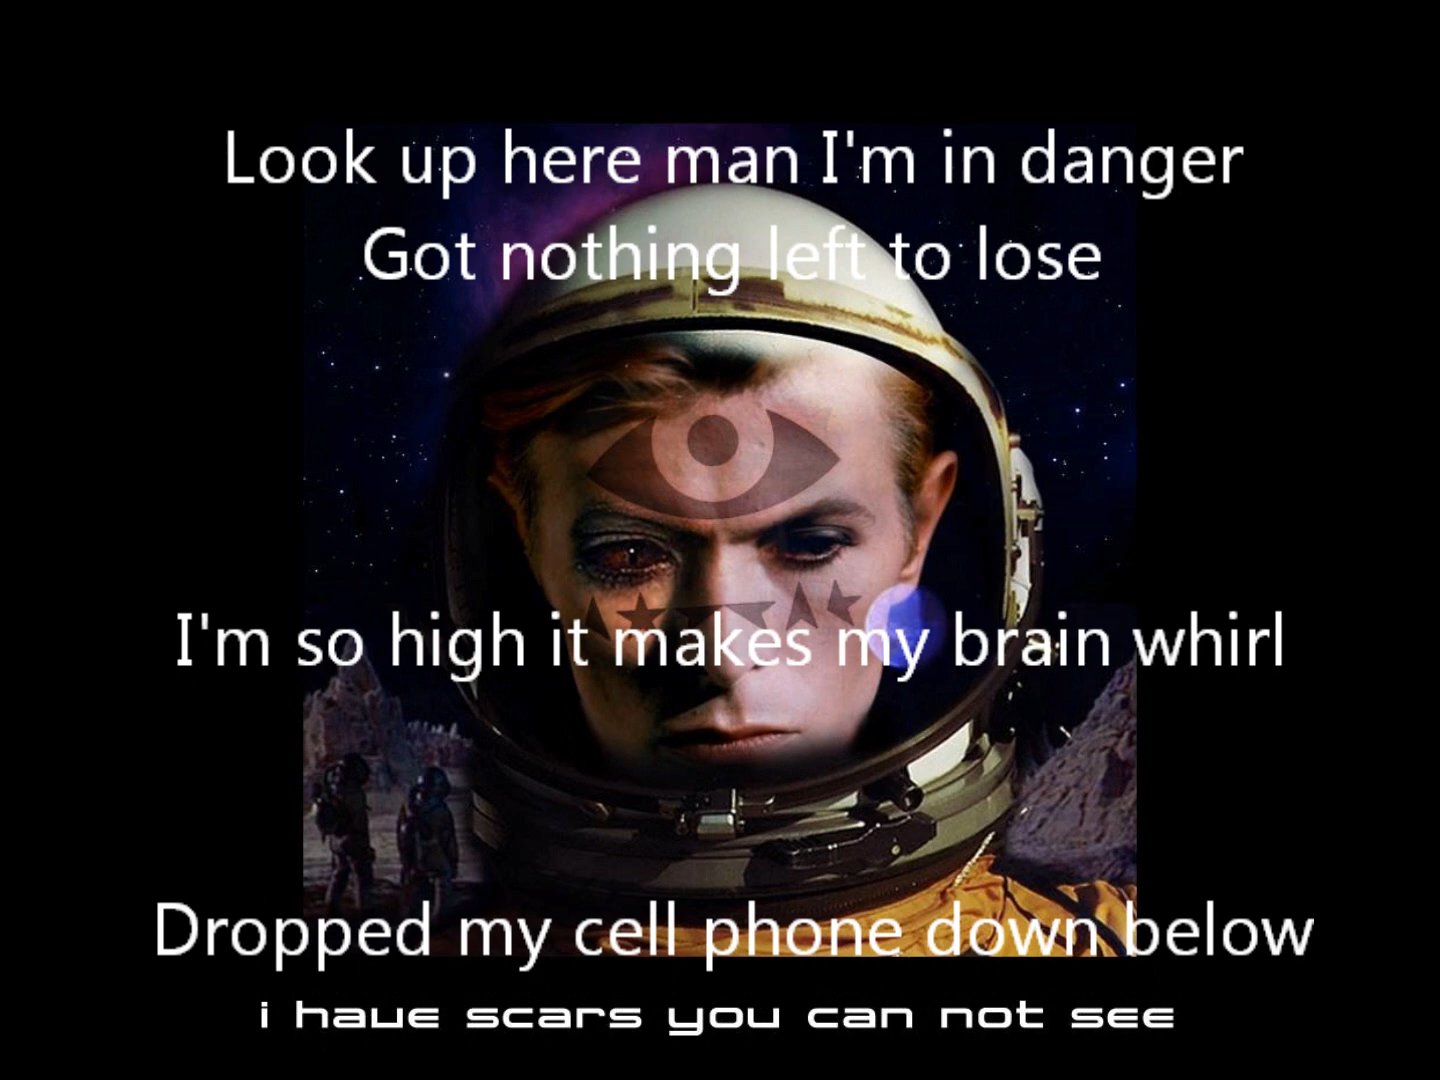 Look up here man I'm in danger
Got nothing left to lose
I'm so high it makes my brain whirl
Dropped my cell phone down below
i have scars you can not see